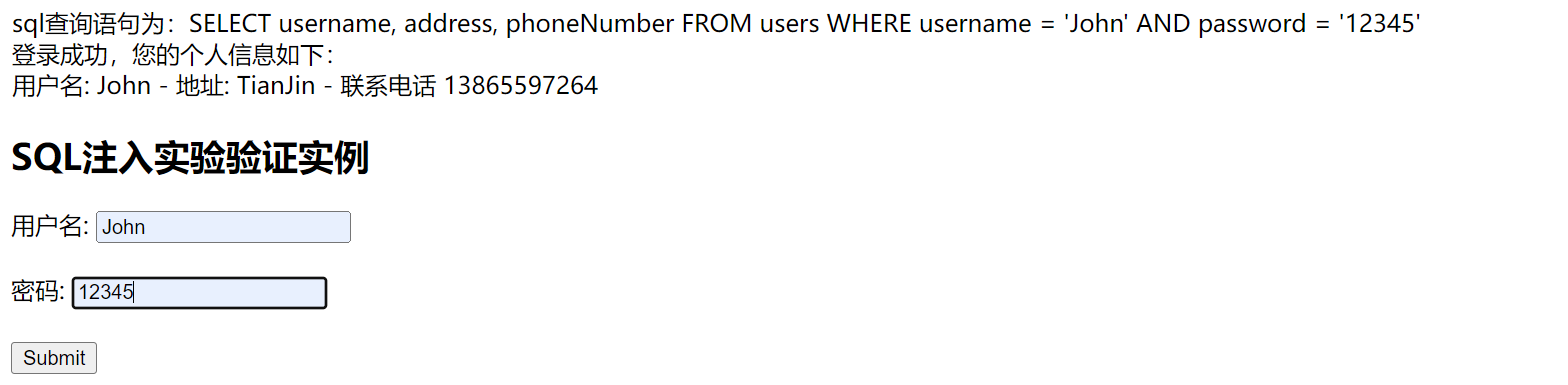 sql查询语句为：SELECT username, address, phoneNumber FROM users WHERE username = 'John' AND password = '12345'
登录成功，您的个人信息如下：
用户名: John - 地址: TianJin - 联系电话 13865597264
SQL注入实验验证实例
用户名: John
密码: 12345
Submit